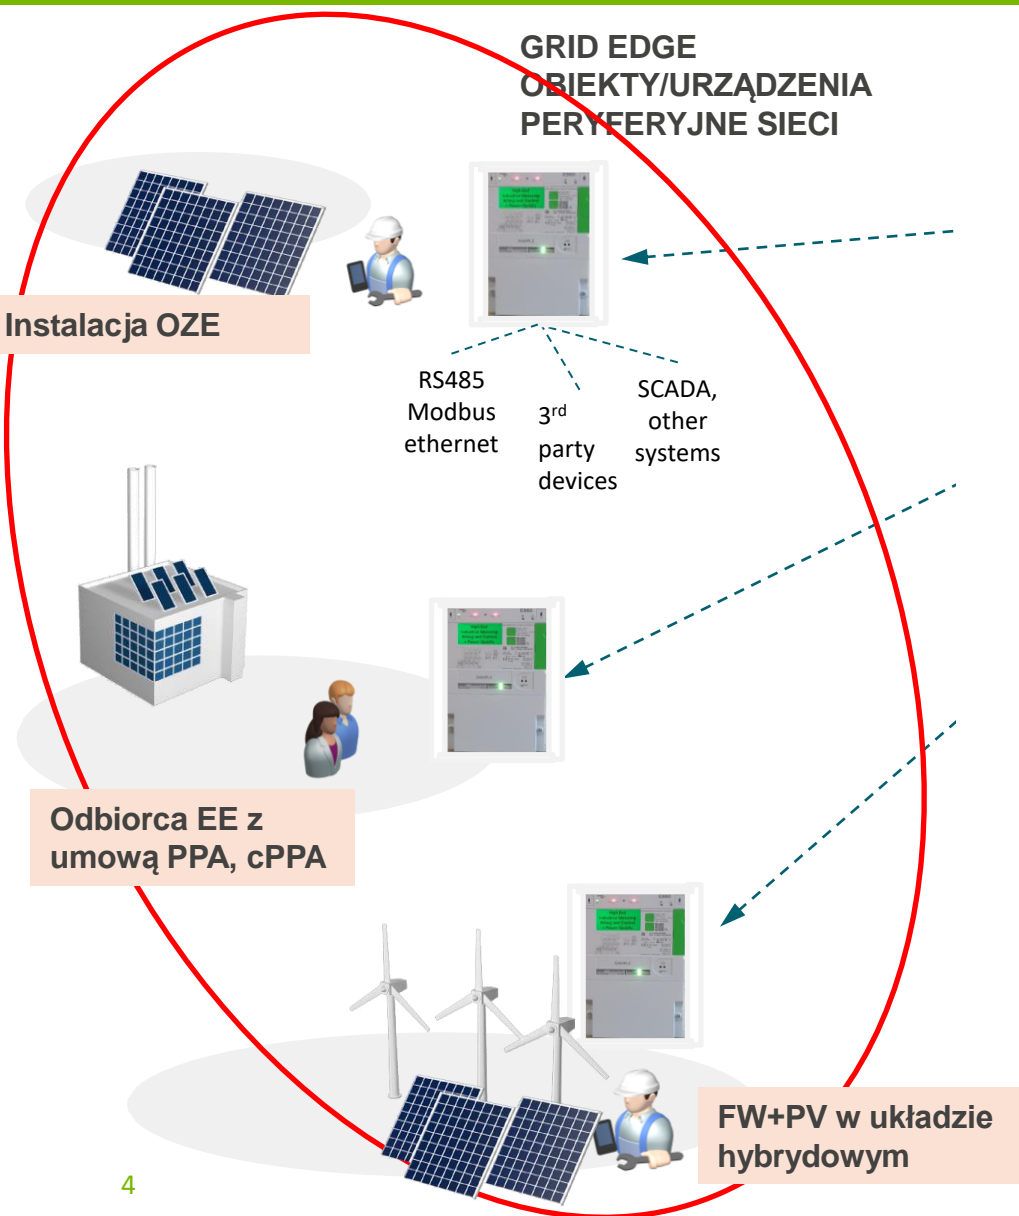 GRID EDGE
OBIEKTY/URZĄDZENIA
PERYFERYJNE SIECI
Instalacja OZE
RS485
Modbus
ethernet
3rd
party
devices
SCADA,
other
systems
Odbiorca EE z
umową PPA, cPPA
FW+PV w układzie
hybrydowym
4